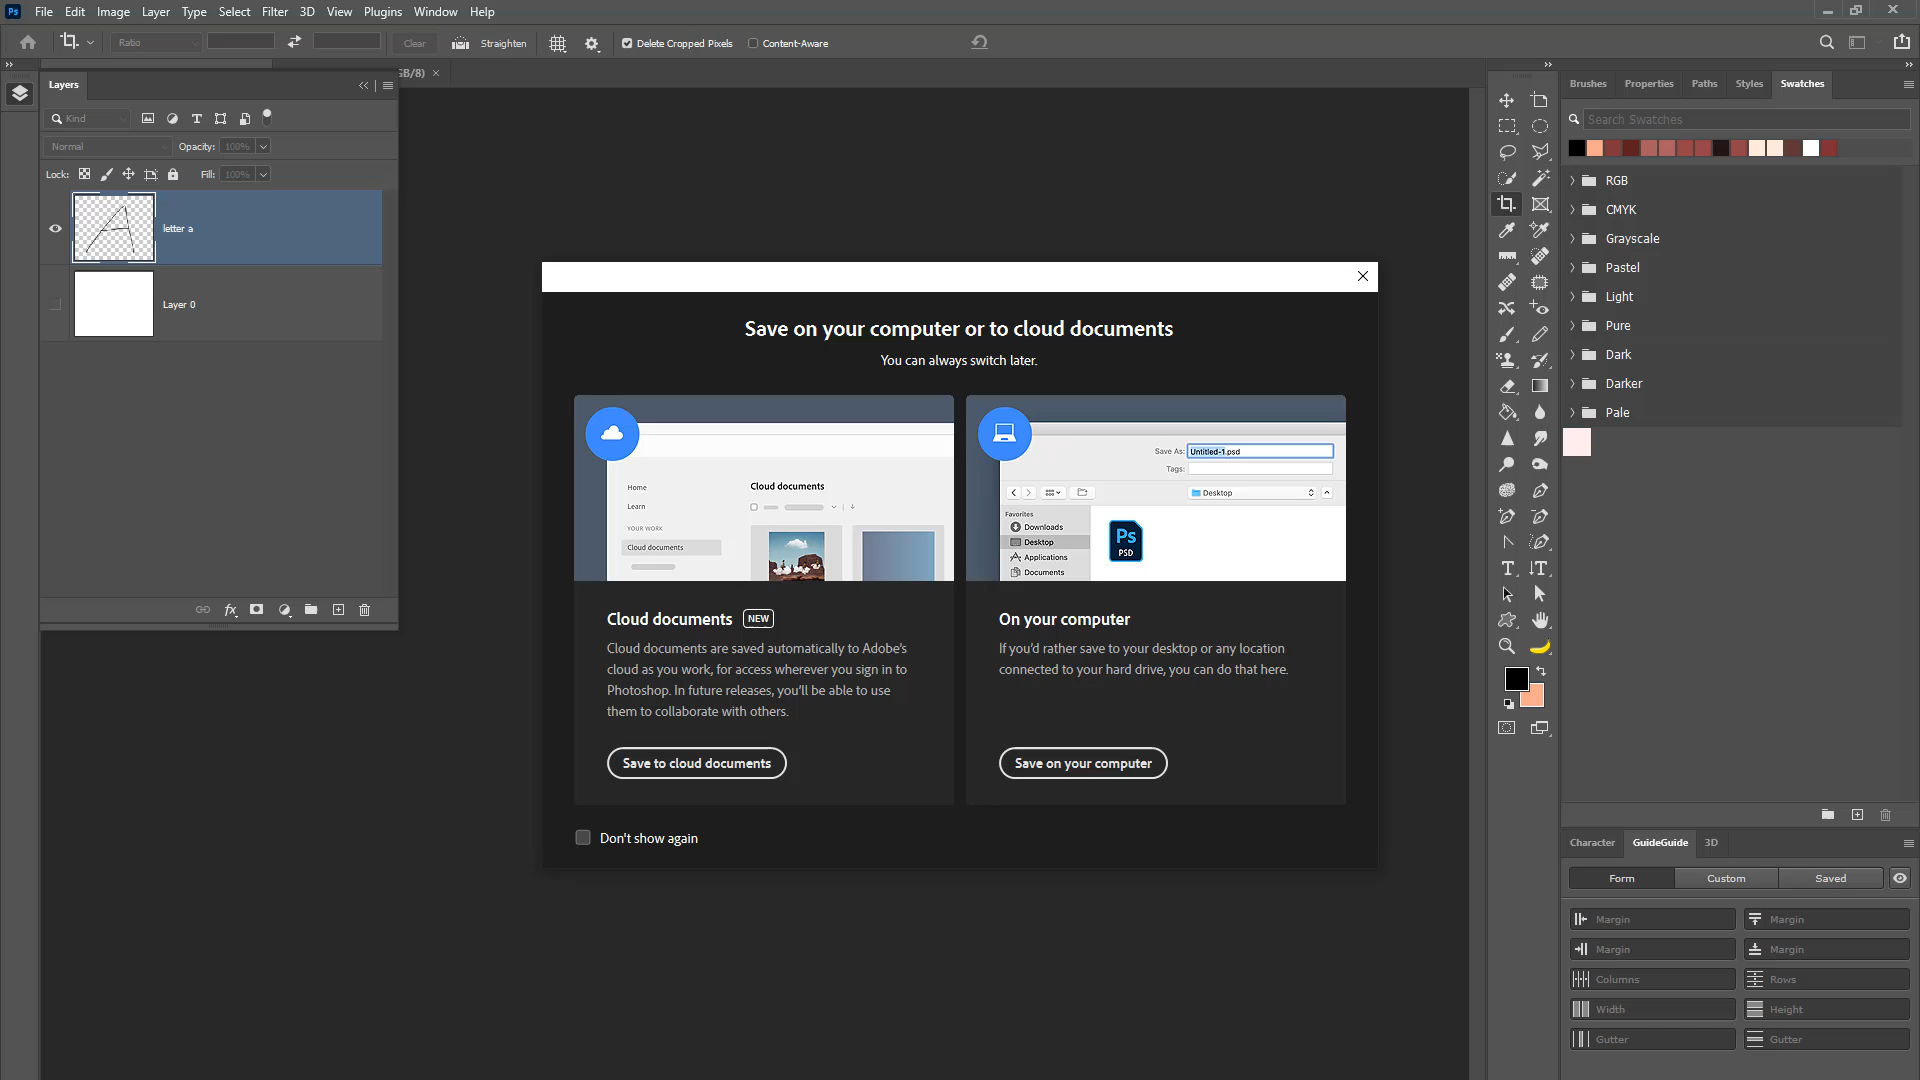 Ps File Edit Image Layer Type Select Filter 3D View Plugins Window Help
Ratio Clear Straighten Delete Cropped Pixels Content-Aware
GB/8) ×
Layers
Kind
Normal Opacity: 100%
Lock: Fill: 100%
letter a
Layer 0
fx
Save on your computer or to cloud documents
You can always switch later.
Home
Learn
YOUR WORK
Cloud documents
Cloud documents
Cloud documents NEW
Cloud documents are saved automatically to Adobe's
cloud as you work, for access wherever you sign in to
Photoshop. In future releases, you'll be able to use
them to collaborate with others.
Save to cloud documents
Save As: Untitled-1.psd
Tags:
Desktop
Favorites
Downloads
Desktop
Applications
Documents
Ps
PSD
On your computer
If you'd rather save to your desktop or any location
connected to your hard drive, you can do that here.
Save on your computer
Don't show again
Brushes Properties Paths Styles Swatches
Search Swatches
RGB
CMYK
Grayscale
Pastel
Light
Pure
Dark
Darker
Pale
Character GuideGuide 3D
Form Custom Saved
Margin Margin
Margin Margin
Columns Rows
Width Height
Gutter Gutter